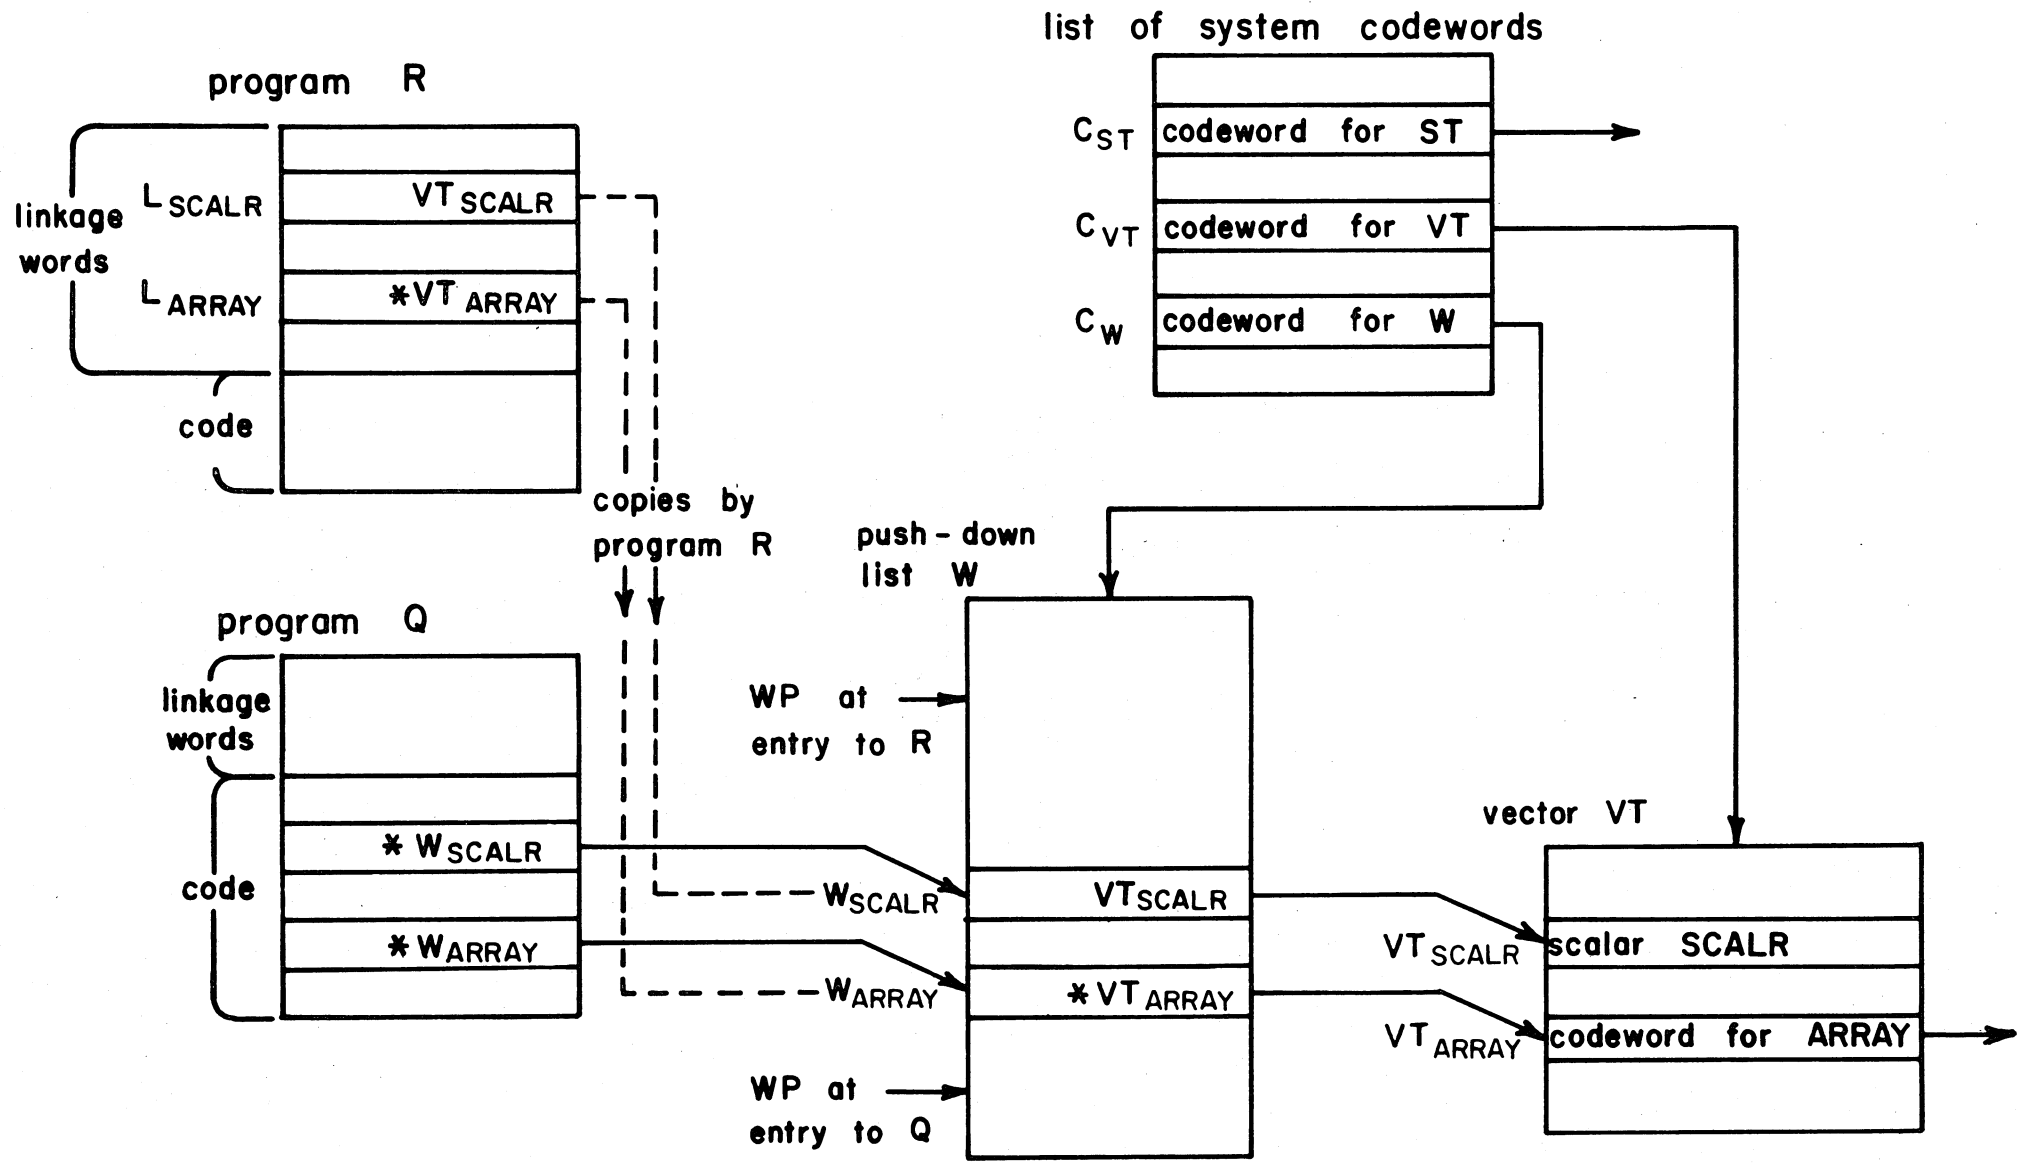 list of system codewords
program R
C_ST codeword for ST
L_SCALR VT_SCALR
linkage
words
C_VT codeword for VT
L_ARRAY *VT_ARRAY
C_W codeword for W
code
copies by
program R
push-down
list W
program Q
linkage
words
WP at
entry to R
vector VT
*W_SCALR
code
W_SCALR VT_SCALR
VT_SCALR scalar SCALR
*W_ARRAY
W_ARRAY *VT_ARRAY
VT_ARRAY codeword for ARRAY
WP at
entry to Q